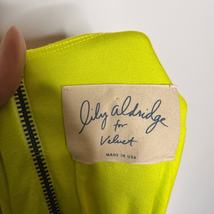 lily aldridge
for
Velvet
MADE IN USA